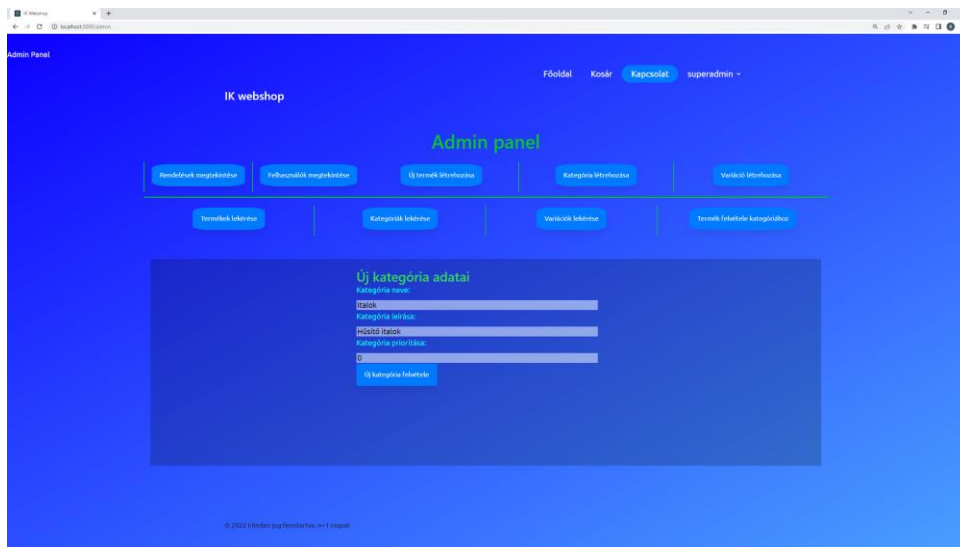 IK Webshop
localhost:3000/admin
Admin Panel
Főoldal Kosár Kapcsolat superadmin
IK webshop
Admin panel
Rendelések megtekintése Felhasználók megtekintése Új termék létrehozása Kategória létrehozása Variáció létrehozása
Termékek lekérése Kategóriák lekérése Variációk lekérése Termék felvétele kategóriához
Új kategória adatai
Kategória neve:
Italok
Kategória leírása:
Hűsítő italok
Kategória prioritása:
0
Új kategória felvétele
© 2022 Minden jog fenntartva, n+1 csapat